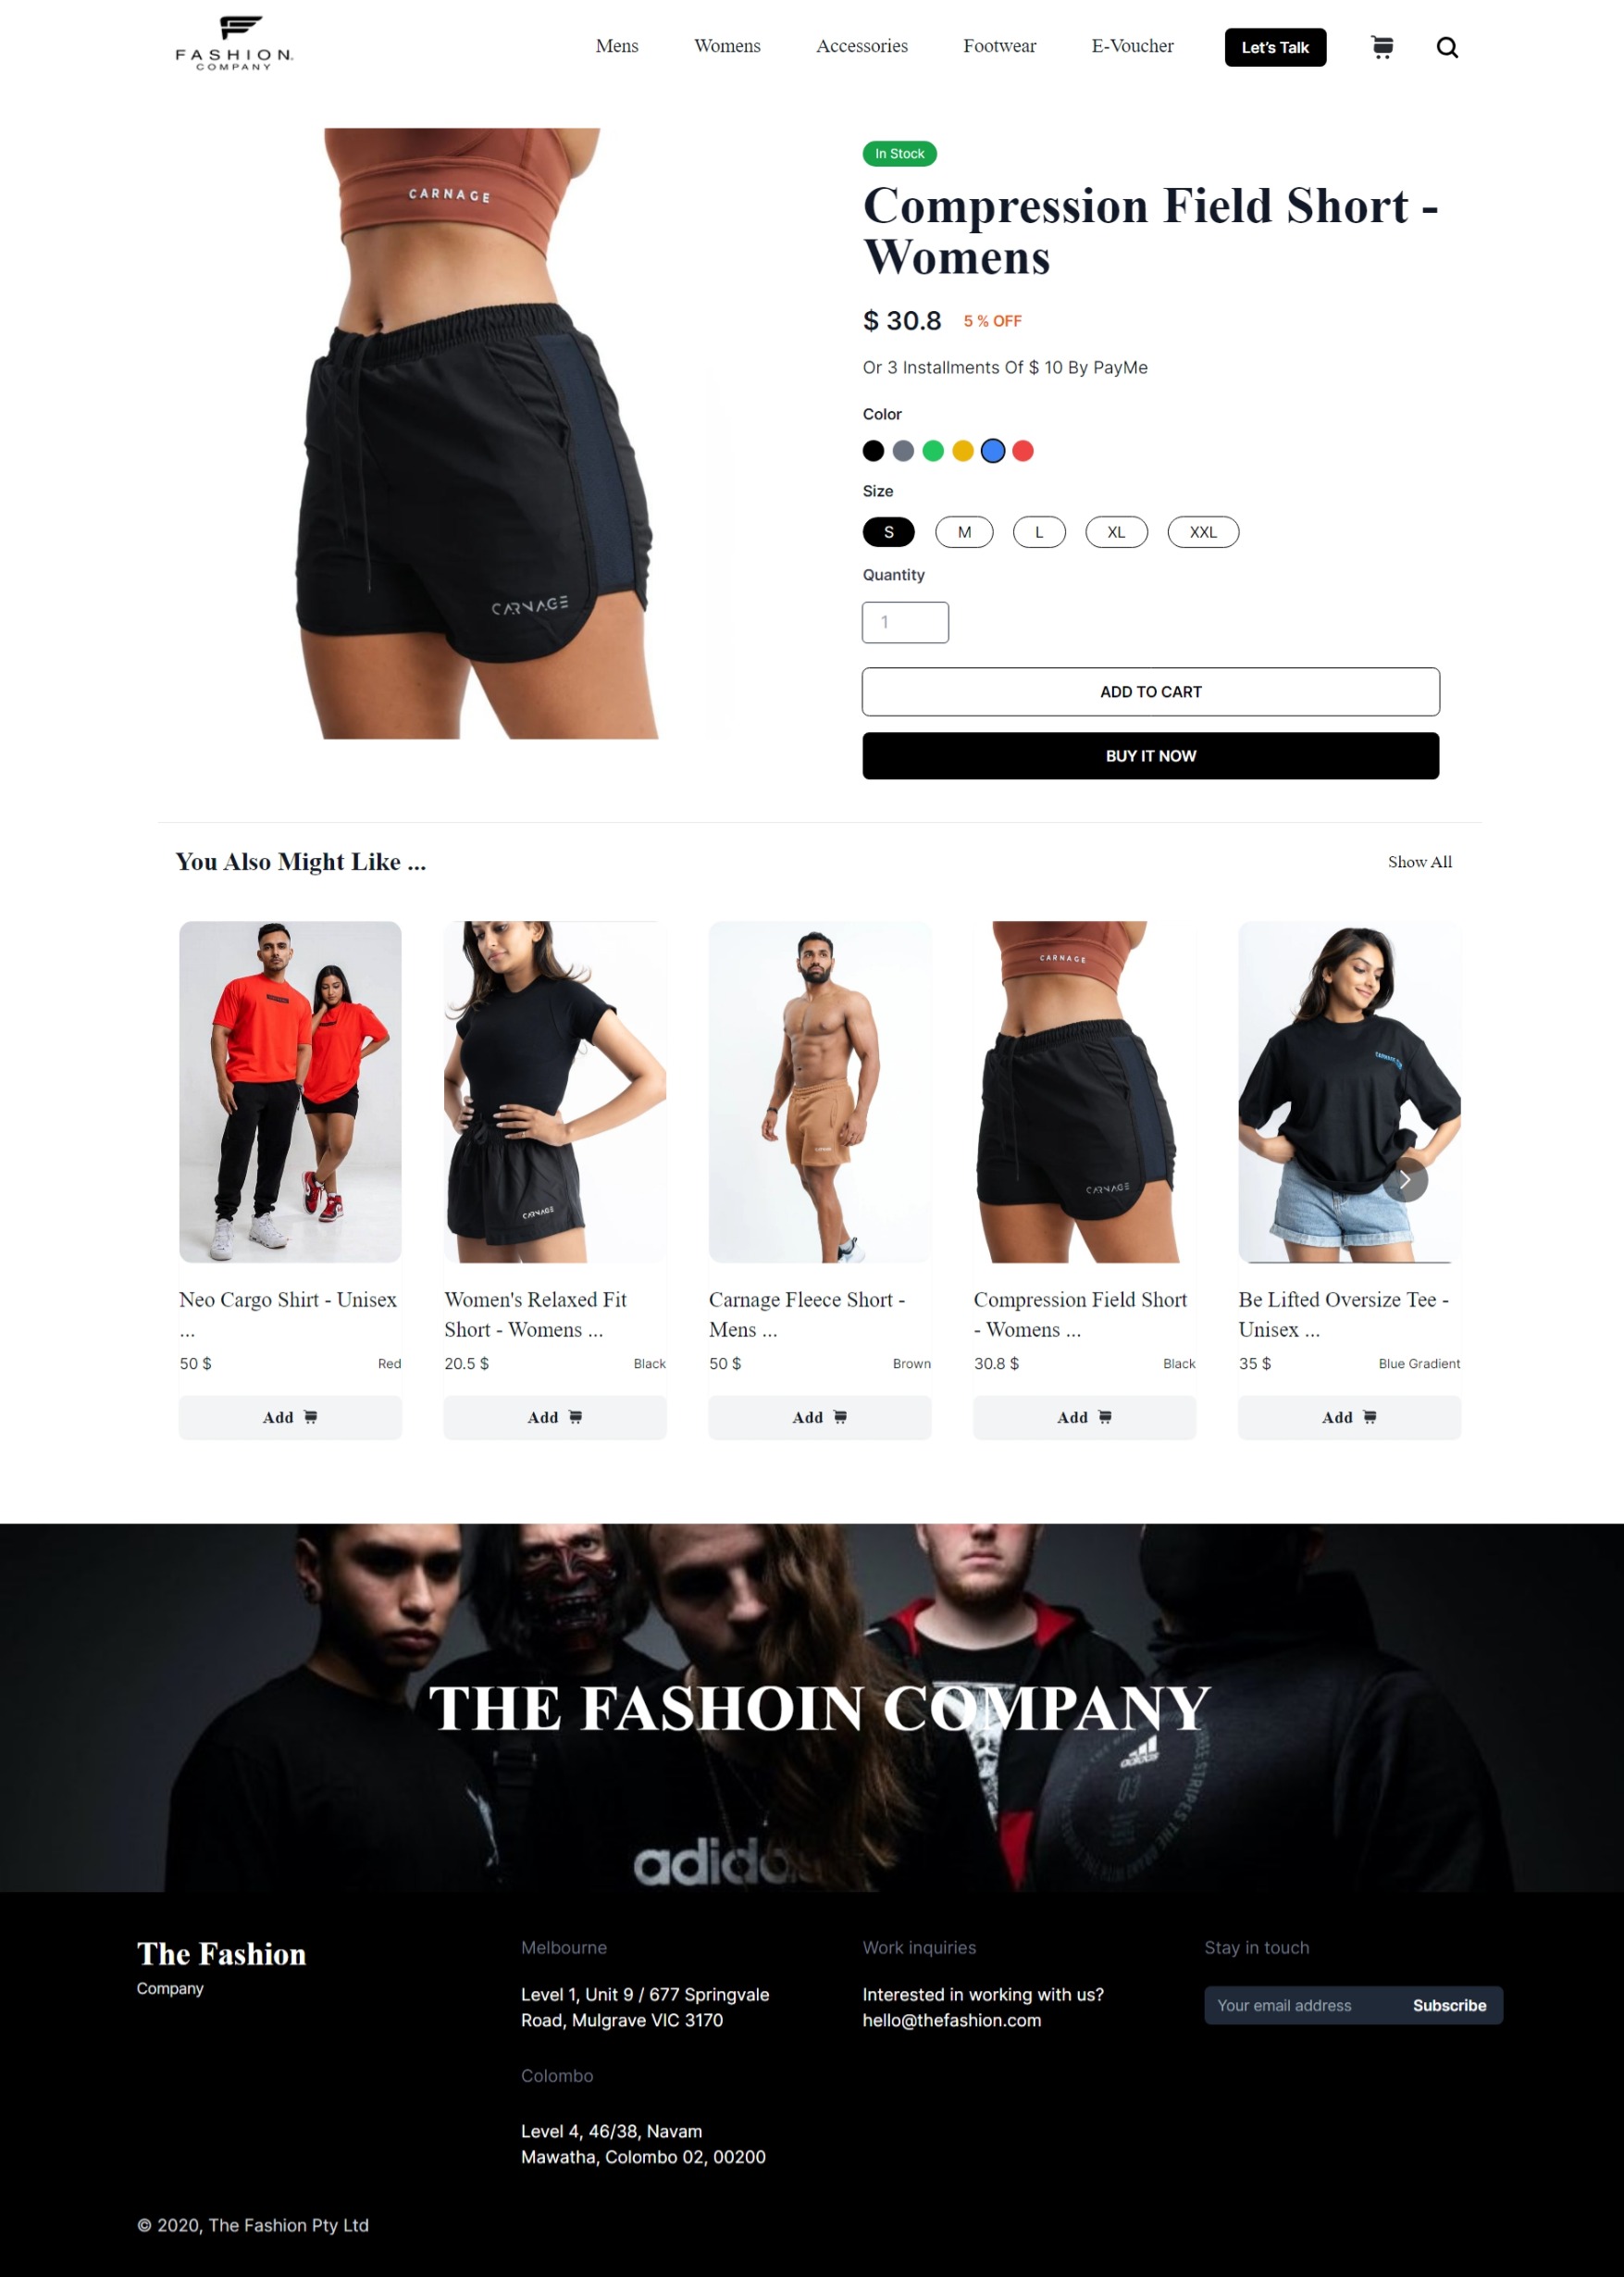 FASHION
COMPANY
Mens Womens Accessories Footwear E-Voucher Let's Talk
CARNAGE
CARNAGE
In Stock
Compression Field Short -
Womens
$ 30.8 5 % OFF
Or 3 Installments Of $ 10 By PayMe
Color
Size
S M L XL XXL
Quantity
1
ADD TO CART
BUY IT NOW
You Also Might Like ... Show All
CARNAGE
CARNAGE
CARNAGE
Neo Cargo Shirt - Unisex
...
50 $ Red
Add
Women's Relaxed Fit
Short - Womens ...
20.5 $ Black
Add
Carnage Fleece Short -
Mens ...
50 $ Brown
Add
Compression Field Short
- Womens ...
30.8 $ Black
Add
Be Lifted Oversize Tee -
Unisex ...
35 $ Blue Gradient
Add
THE FASHOIN COMPANY
adidas
03
adidas
The Fashion
Company
Melbourne
Level 1, Unit 9 / 677 Springvale
Road, Mulgrave VIC 3170
Colombo
Level 4, 46/38, Navam
Mawatha, Colombo 02, 00200
Work inquiries
Interested in working with us?
hello@thefashion.com
Stay in touch
Your email address Subscribe
© 2020, The Fashion Pty Ltd